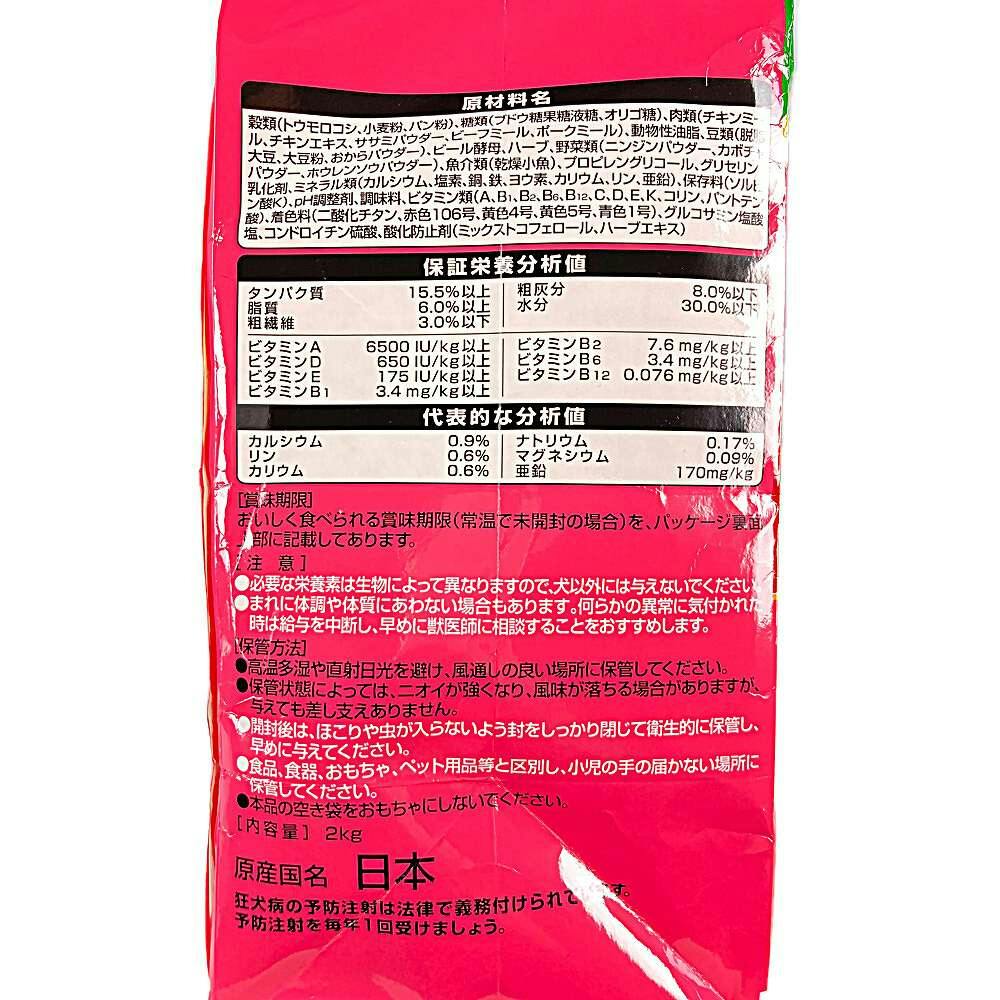 原材料名
穀類(トウモロコシ、小麦粉、パン粉)、糖類(ブドウ糖果糖液糖、オリゴ糖)、肉類(チキンミー
ル、チキンエキス、ササミパウダー、ビーフミール、ポークミール)、動物性油脂、豆類(脱脂
大豆、大豆粉、おからパウダー)、ビール酵母、ハーブ、野菜類(ニンジンパウダー、カボチャ
パウダー、ホウレンソウパウダー)、魚介類(乾燥小魚)、プロピレングリコール、グリセリン、
乳化剤、ミネラル類(カルシウム、塩素、銅、鉄、ヨウ素、カリウム、リン、亜鉛)、保存料(ソルビ
ン酸K)、pH調整剤、調味料、ビタミン類(A、B1、B2、B6、B12、C、D、E、K、コリン、パントテン
酸)、着色料(二酸化チタン、赤色106号、黄色4号、黄色5号、青色1号)、グルコサミン塩酸
塩、コンドロイチン硫酸、酸化防止剤(ミックストコフェロール、ハーブエキス)
保証栄養分析値
タンパク質 15.5%以上 粗灰分 8.0%以下
脂質 6.0%以上 水分 30.0%以下
粗繊維 3.0%以下
ビタミンA 6500 IU/kg以上 ビタミンB2 7.6 mg/kg以上
ビタミンD 650 IU/kg以上 ビタミンB6 3.4 mg/kg以上
ビタミンE 175 IU/kg以上 ビタミンB12 0.076 mg/kg以上
ビタミンB1 3.4 mg/kg以上
代表的な分析値
カルシウム 0.9% ナトリウム 0.17%
リン 0.6% マグネシウム 0.09%
カリウム 0.6% 亜鉛 170mg/kg
[賞味期限]
おいしく食べられる賞味期限(常温で未開封の場合)を、パッケージ裏面
上部に記載してあります。
[注 意]
●必要な栄養素は生物によって異なりますので、犬以外には与えないでください。
●まれに体調や体質にあわない場合もあります。何らかの異常に気付かれた
時は給与を中断し、早めに獣医師に相談することをおすすめします。
[保管方法]
●高温多湿や直射日光を避け、風通しの良い場所に保管してください。
●保管状態によっては、ニオイが強くなり、風味が落ちる場合がありますが、
与えても差し支えありません。
●開封後は、ほこりや虫が入らないよう封をしっかり閉じて衛生的に保管し、
早めに与えてください。
●食品、食器、おもちゃ、ペット用品等と区別し、小児の手の届かない場所に
保管してください。
●本品の空き袋をおもちゃにしないでください。
[内容量] 2kg
原産国名 日本
狂犬病の予防注射は法律で義務付けられています。
予防注射を毎年1回受けましょう。